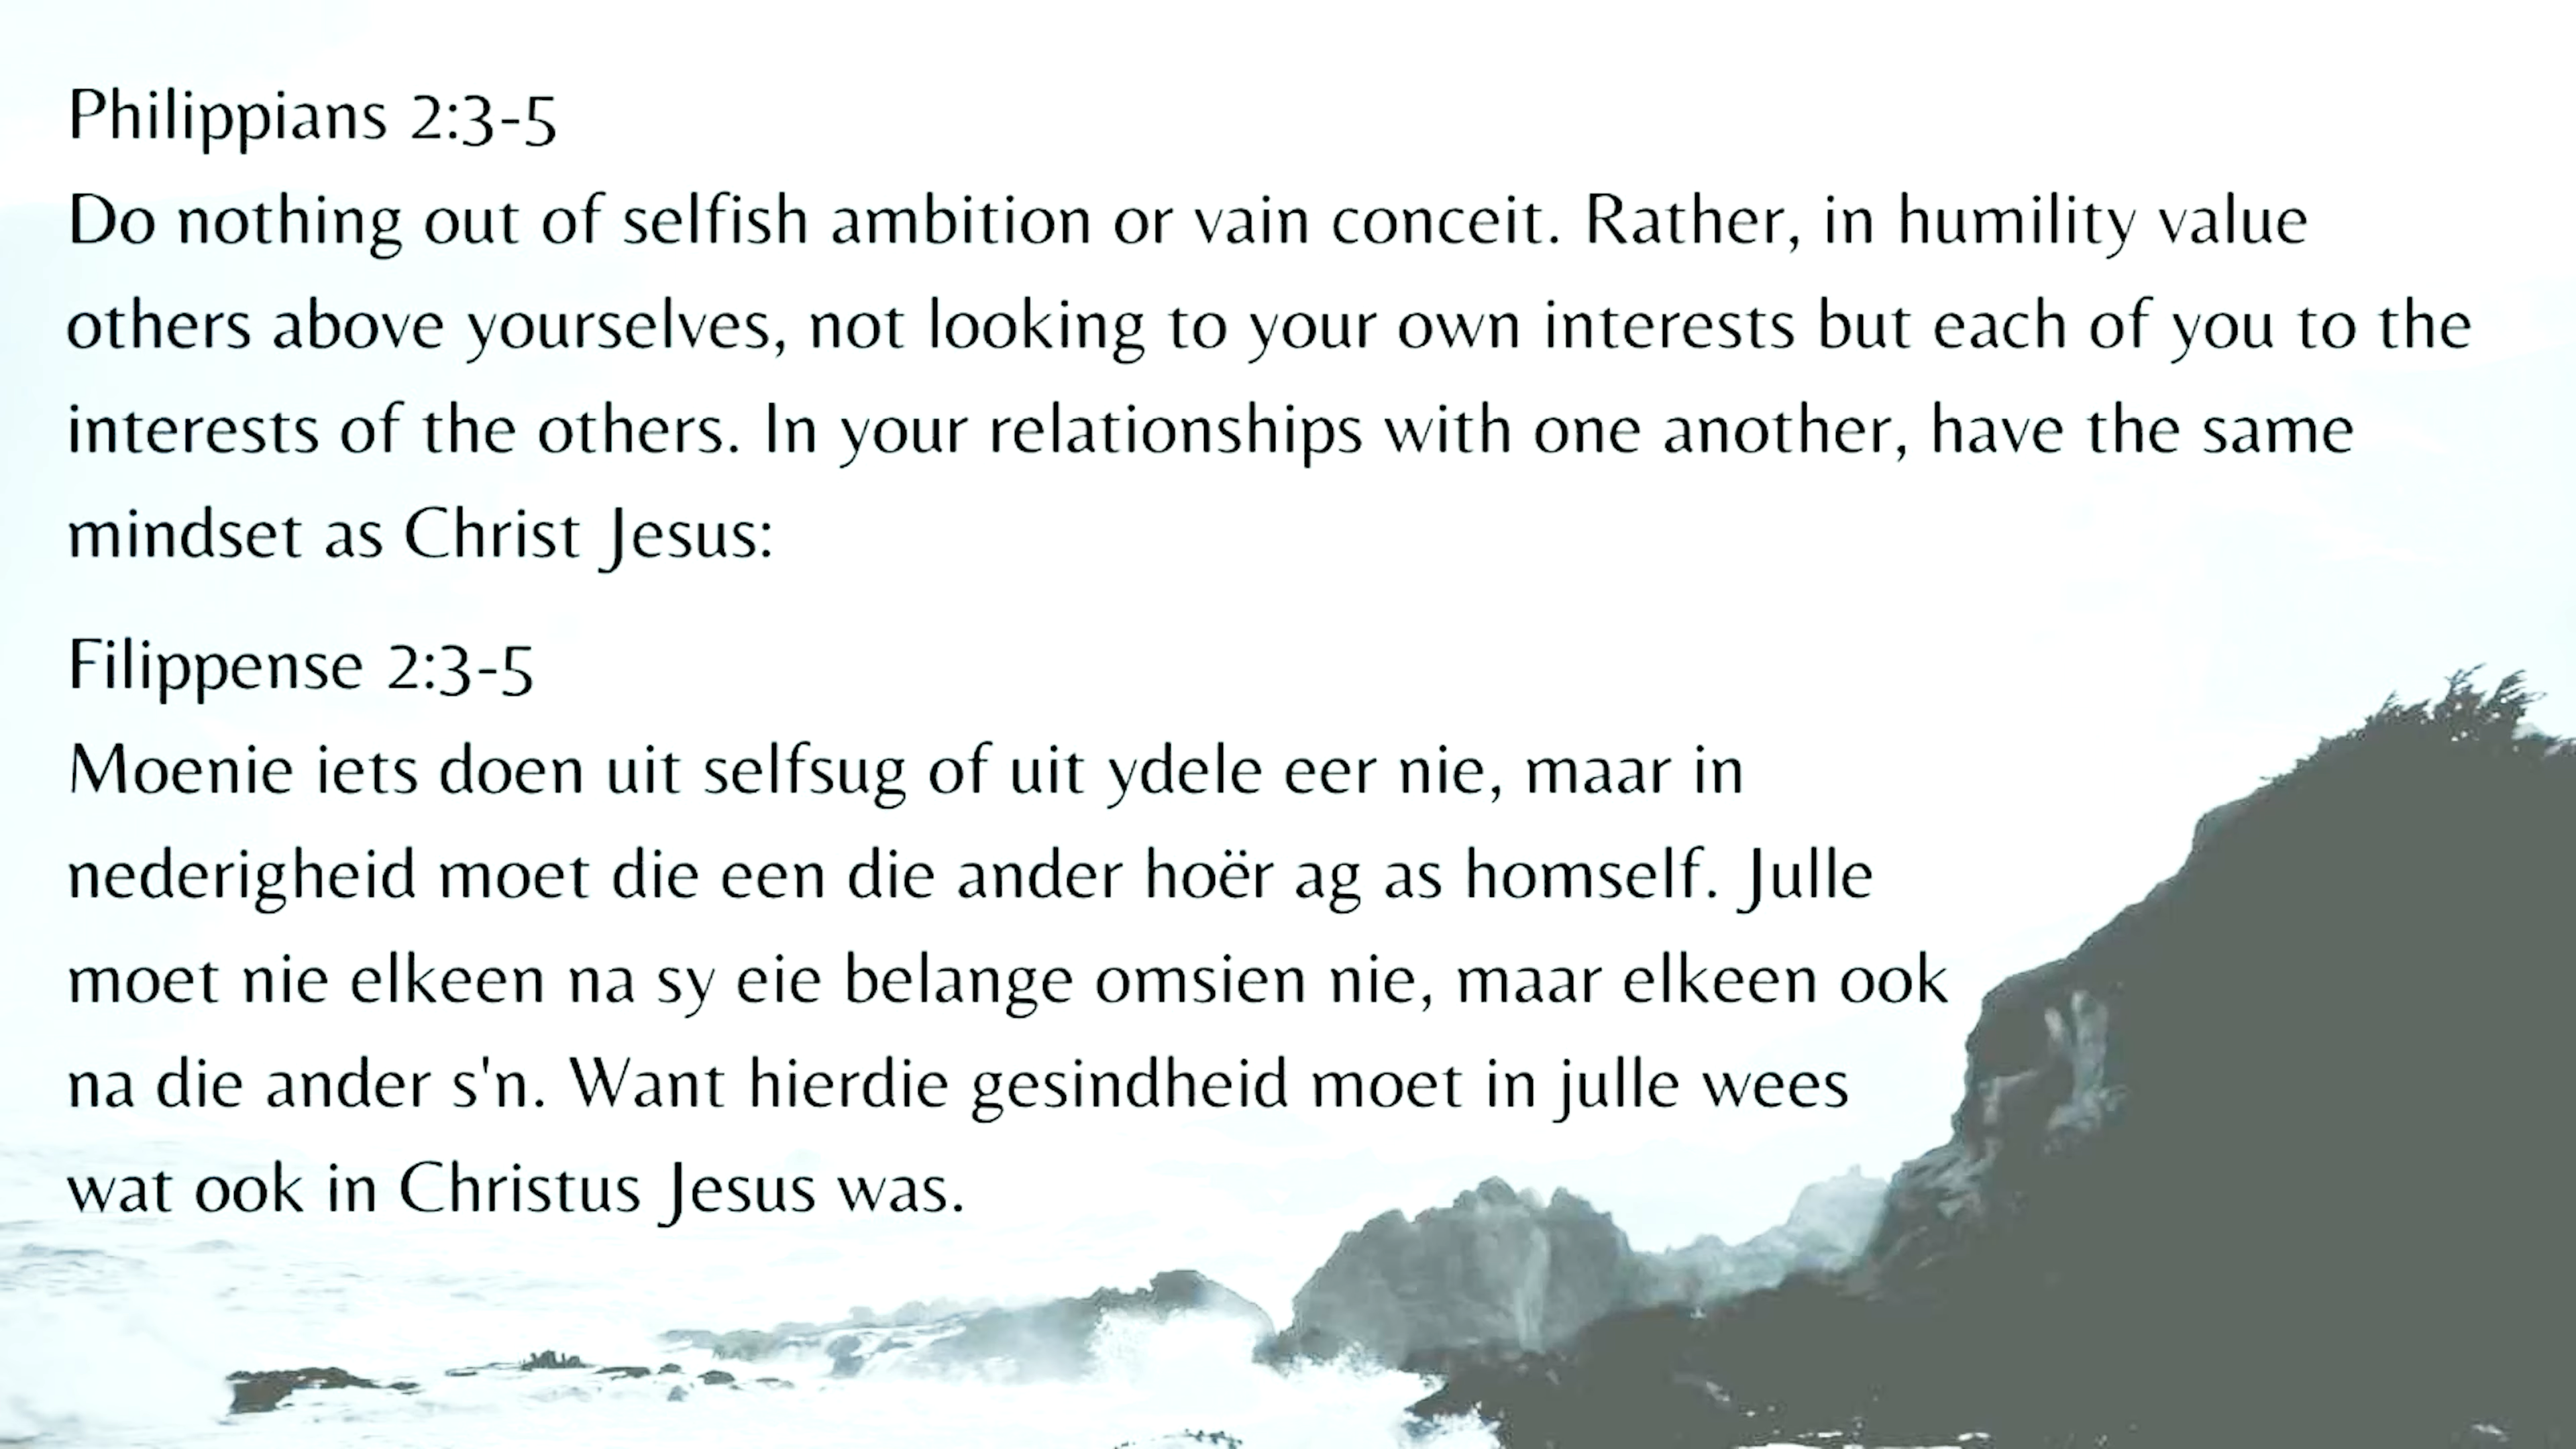 Philippians 2:3-5
Do nothing out of selfish ambition or vain conceit. Rather, in humility value
others above yourselves, not looking to your own interests but each of you to the
interests of the others. In your relationships with one another, have the same
mindset as Christ Jesus:
Filippense 2:3-5
Moenie iets doen uit selfsug of uit ydele eer nie, maar in
nederigheid moet die een die ander hoër ag as homself. Julle
moet nie elkeen na sy eie belange omsien nie, maar elkeen ook
na die ander s'n. Want hierdie gesindheid moet in julle wees
wat ook in Christus Jesus was.